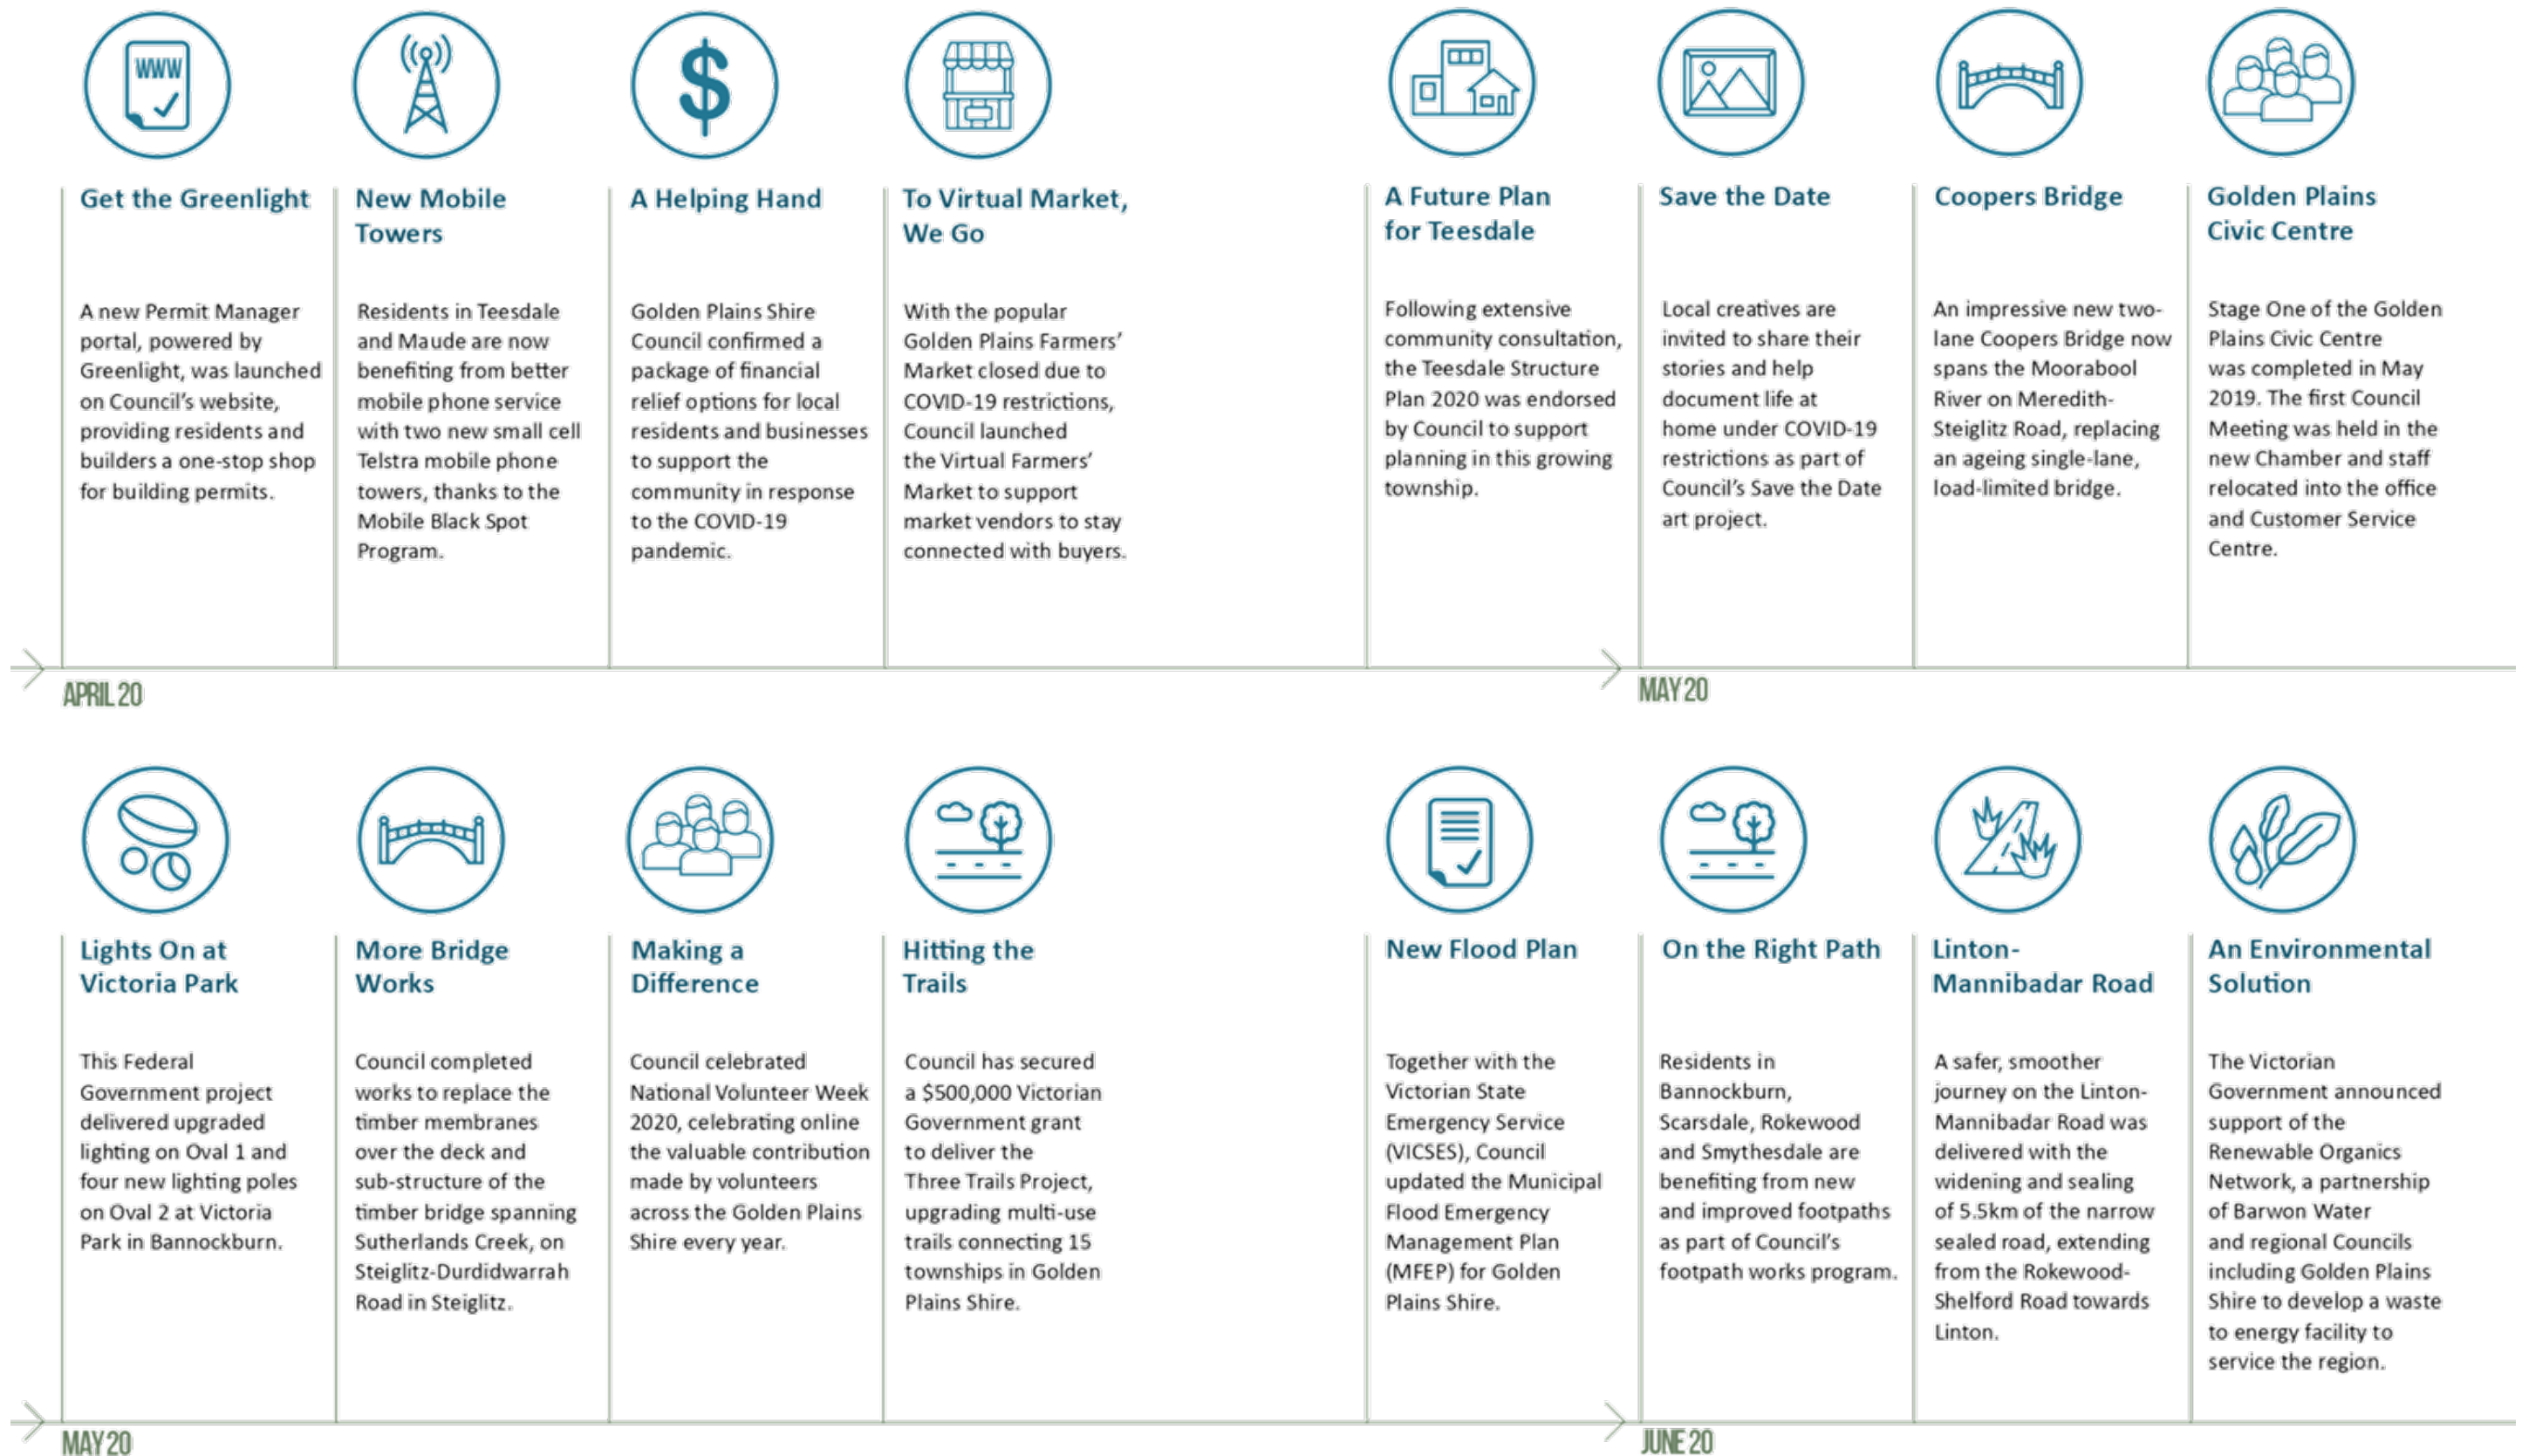 WWW
Get the Greenlight
A new Permit Manager
portal, powered by
Greenlight, was launched
on Council's website,
providing residents and
builders a one-stop shop
for building permits.
New Mobile
Towers
Residents in Teesdale
and Maude are now
benefiting from better
mobile phone service
with two new small cell
Telstra mobile phone
towers, thanks to the
Mobile Black Spot
Program.
$
A Helping Hand
Golden Plains Shire
Council confirmed a
package of financial
relief options for local
residents and businesses
to support the
community in response
to the COVID-19
pandemic.
To Virtual Market,
We Go
With the popular
Golden Plains Farmers'
Market closed due to
COVID-19 restrictions,
Council launched
the Virtual Farmers'
Market to support
market vendors to stay
connected with buyers.
A Future Plan
for Teesdale
Following extensive
community consultation,
the Teesdale Structure
Plan 2020 was endorsed
by Council to support
planning in this growing
township.
Save the Date
Local creatives are
invited to share their
stories and help
document life at
home under COVID-19
restrictions as part of
Council's Save the Date
art project.
Coopers Bridge
An impressive new two-
lane Coopers Bridge now
spans the Moorabool
River on Meredith-
Steiglitz Road, replacing
an ageing single-lane,
load-limited bridge.
Golden Plains
Civic Centre
Stage One of the Golden
Plains Civic Centre
was completed in May
2019. The first Council
Meeting was held in the
new Chamber and staff
relocated into the office
and Customer Service
Centre.
APRIL 20
MAY 20
Lights On at
Victoria Park
This Federal
Government project
delivered upgraded
lighting on Oval 1 and
four new lighting poles
on Oval 2 at Victoria
Park in Bannockburn.
More Bridge
Works
Council completed
works to replace the
timber membranes
over the deck and
sub-structure of the
timber bridge spanning
Sutherlands Creek, on
Steiglitz-Durdidwarrah
Road in Steiglitz.
Making a
Difference
Council celebrated
National Volunteer Week
2020, celebrating online
the valuable contribution
made by volunteers
across the Golden Plains
Shire every year.
Hitting the
Trails
Council has secured
a $500,000 Victorian
Government grant
to deliver the
Three Trails Project,
upgrading multi-use
trails connecting 15
townships in Golden
Plains Shire.
New Flood Plan
Together with the
Victorian State
Emergency Service
(VICSES), Council
updated the Municipal
Flood Emergency
Management Plan
(MFEP) for Golden
Plains Shire.
On the Right Path
Residents in
Bannockburn,
Scarsdale, Rokewood
and Smythesdale are
benefiting from new
and improved footpaths
as part of Council's
footpath works program.
Linton-
Mannibadar Road
A safer, smoother
journey on the Linton-
Mannibadar Road was
delivered with the
widening and sealing
of 5.5km of the narrow
sealed road, extending
from the Rokewood-
Shelford Road towards
Linton.
An Environmental
Solution
The Victorian
Government announced
support of the
Renewable Organics
Network, a partnership
of Barwon Water
and regional Councils
including Golden Plains
Shire to develop a waste
to energy facility to
service the region.
MAY 20
JUNE 20